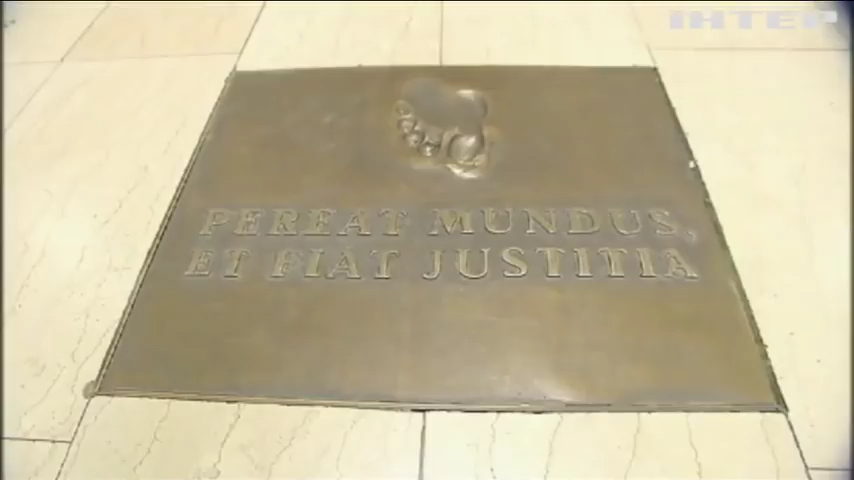 ІНТЕР
PEREAT MUNDUS,
ET FIAT JUSTITIA